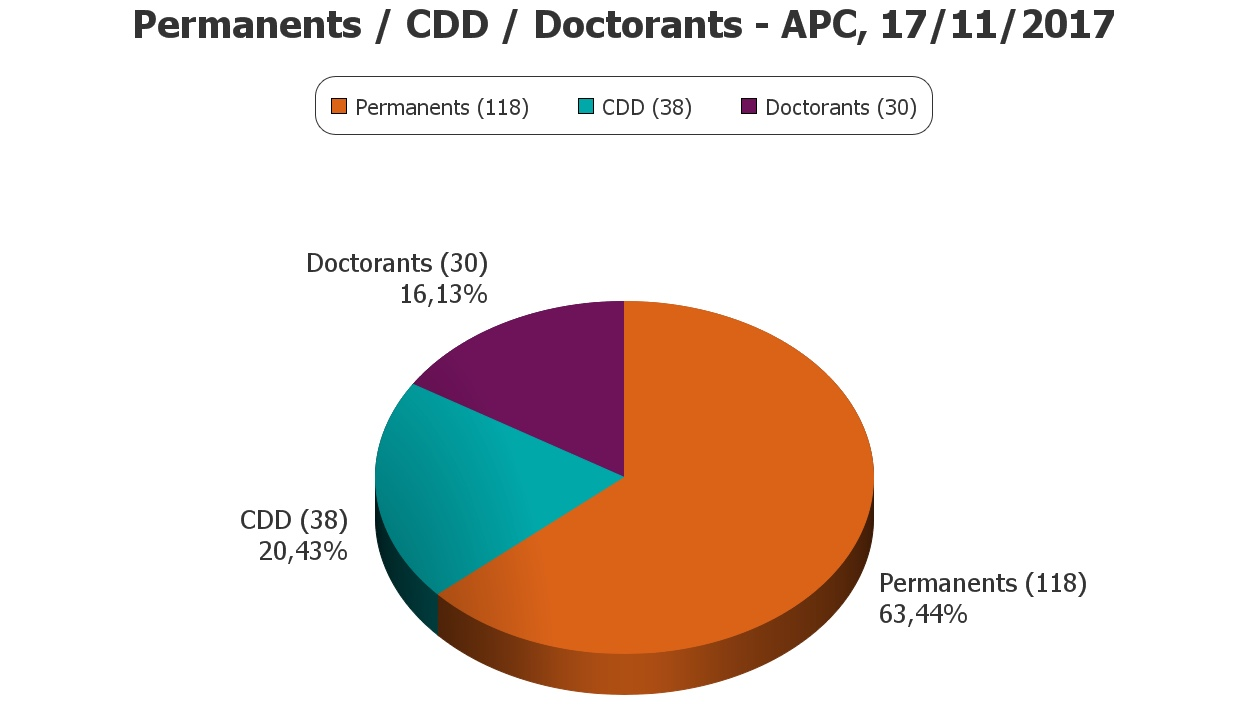 Permanents / CDD / Doctorants - APC, 17/11/2017
Permanents (118) CDD (38) Doctorants (30)
Doctorants (30)
16,13%
CDD (38)
20,43%
Permanents (118)
63,44%